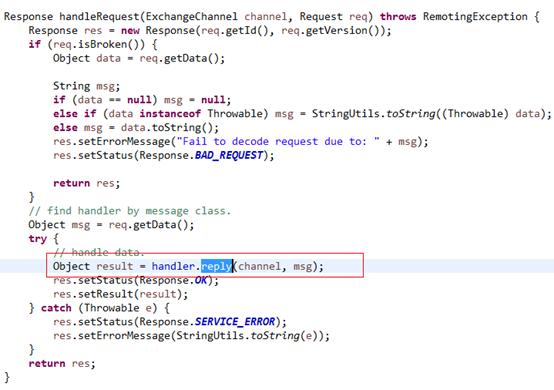 Response handleRequest(ExchangeChannel channel, Request req) throws RemotingException {
    Response res = new Response(req.getId(), req.getVersion());
    if (req.isBroken()) {
        Object data = req.getData();

        String msg;
        if (data == null) msg = null;
        else if (data instanceof Throwable) msg = StringUtils.toString((Throwable) data);
        else msg = data.toString();
        res.setErrorMessage("Fail to decode request due to: " + msg);
        res.setStatus(Response.BAD_REQUEST);

        return res;
    }
    // find handler by message class.
    Object msg = req.getData();
    try {
        // handle data.
        Object result = handler.reply(channel, msg);
        res.setStatus(Response.OK);
        res.setResult(result);
    } catch (Throwable e) {
        res.setStatus(Response.SERVICE_ERROR);
        res.setErrorMessage(StringUtils.toString(e));
    }
    return res;
}